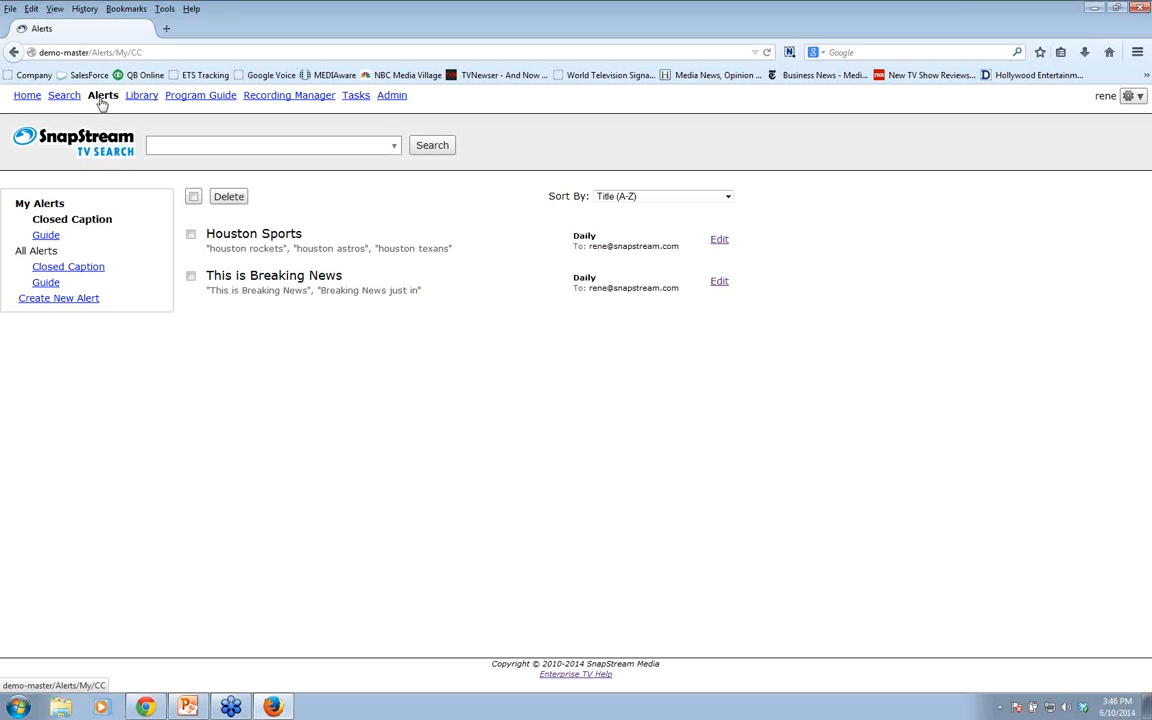 File Edit View History Bookmarks Tools Help
Alerts +
demo-master/Alerts/My/CC Google
Company SalesForce QB Online ETS Tracking Google Voice MEDIAware NBC Media Village TVNewser - And Now ... World Television Signa... Media News, Opinion ... Business News - Medi... New TV Show Reviews... Hollywood Entertainm...
Home Search Alerts Library Program Guide Recording Manager Tasks Admin rene
SnapStream
TV SEARCH
Search
My Alerts
Closed Caption
Guide
All Alerts
Closed Caption
Guide
Create New Alert
Delete Sort By: Title (A-Z)
Houston Sports
"houston rockets", "houston astros", "houston texans"
Daily
To: rene@snapstream.com
Edit
This is Breaking News
"This is Breaking News", "Breaking News just in"
Daily
To: rene@snapstream.com
Edit
Copyright © 2010-2014 SnapStream Media
Enterprise TV Help
demo-master/Alerts/My/CC
3:46 PM
6/10/2014